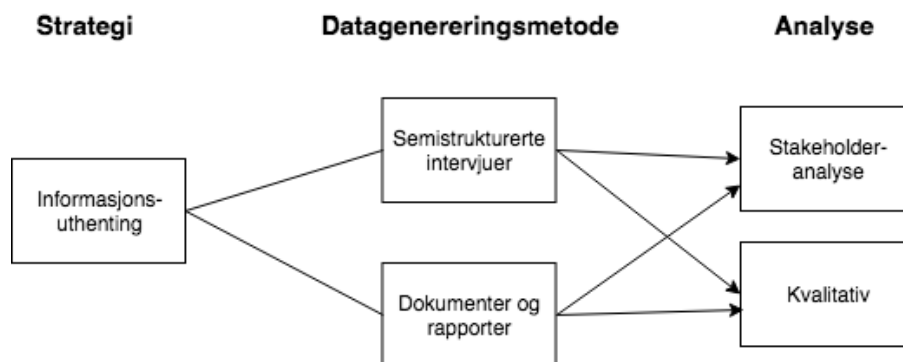 Strategi
Datagenereringsmetode
Analyse
Semistrukturerte
intervjuer
Stakeholder-
analyse
Informasjons-
uthenting
Dokumenter og
rapporter
Kvalitativ